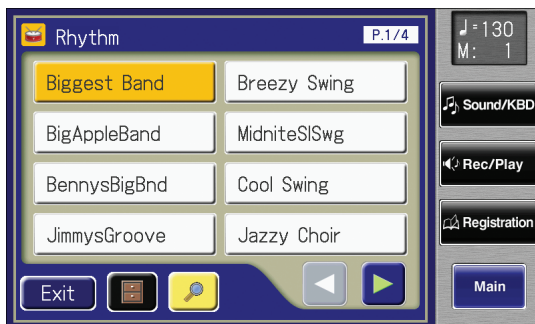 Rhythm
P.1/4
Biggest Band
Breezy Swing
BigAppleBand
MidniteSlSwg
BennysBigBnd
Cool Swing
JimmysGroove
Jazzy Choir
Exit
♩=130
M: 1
Sound/KBD
Rec/Play
Registration
Main